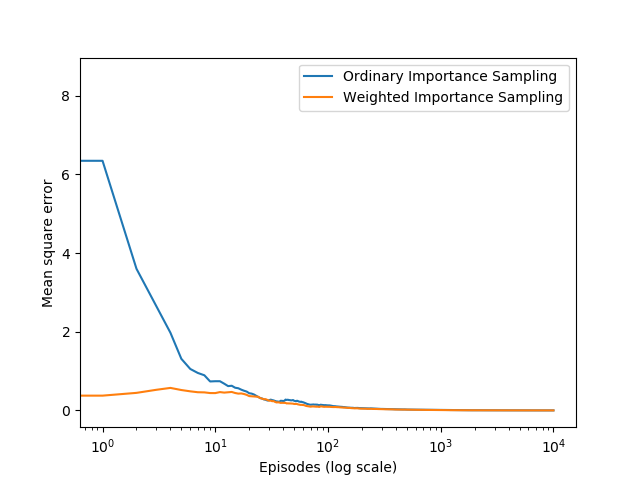 Ordinary Importance Sampling
Weighted Importance Sampling
8
6
4
2
0
Mean square error
10⁰ 10¹ 10² 10³ 10⁴
Episodes (log scale)